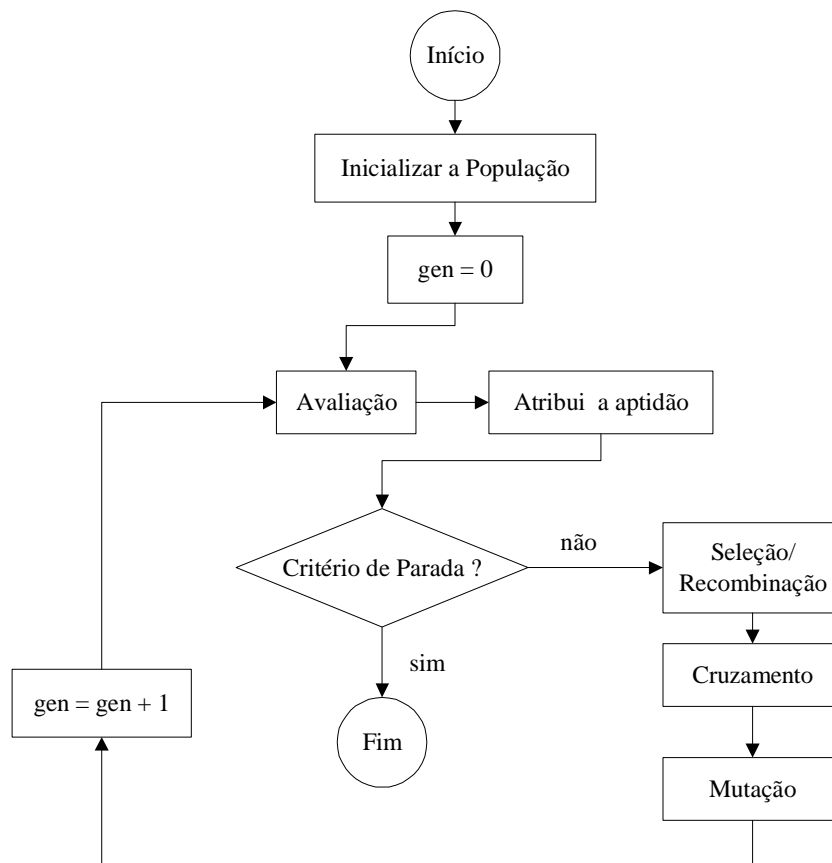 Início
Inicializar a População
gen = 0
Avaliação
Atribui a aptidão
Critério de Parada ?
não
Seleção/
Recombinação
sim
Cruzamento
gen = gen + 1
Fim
Mutação